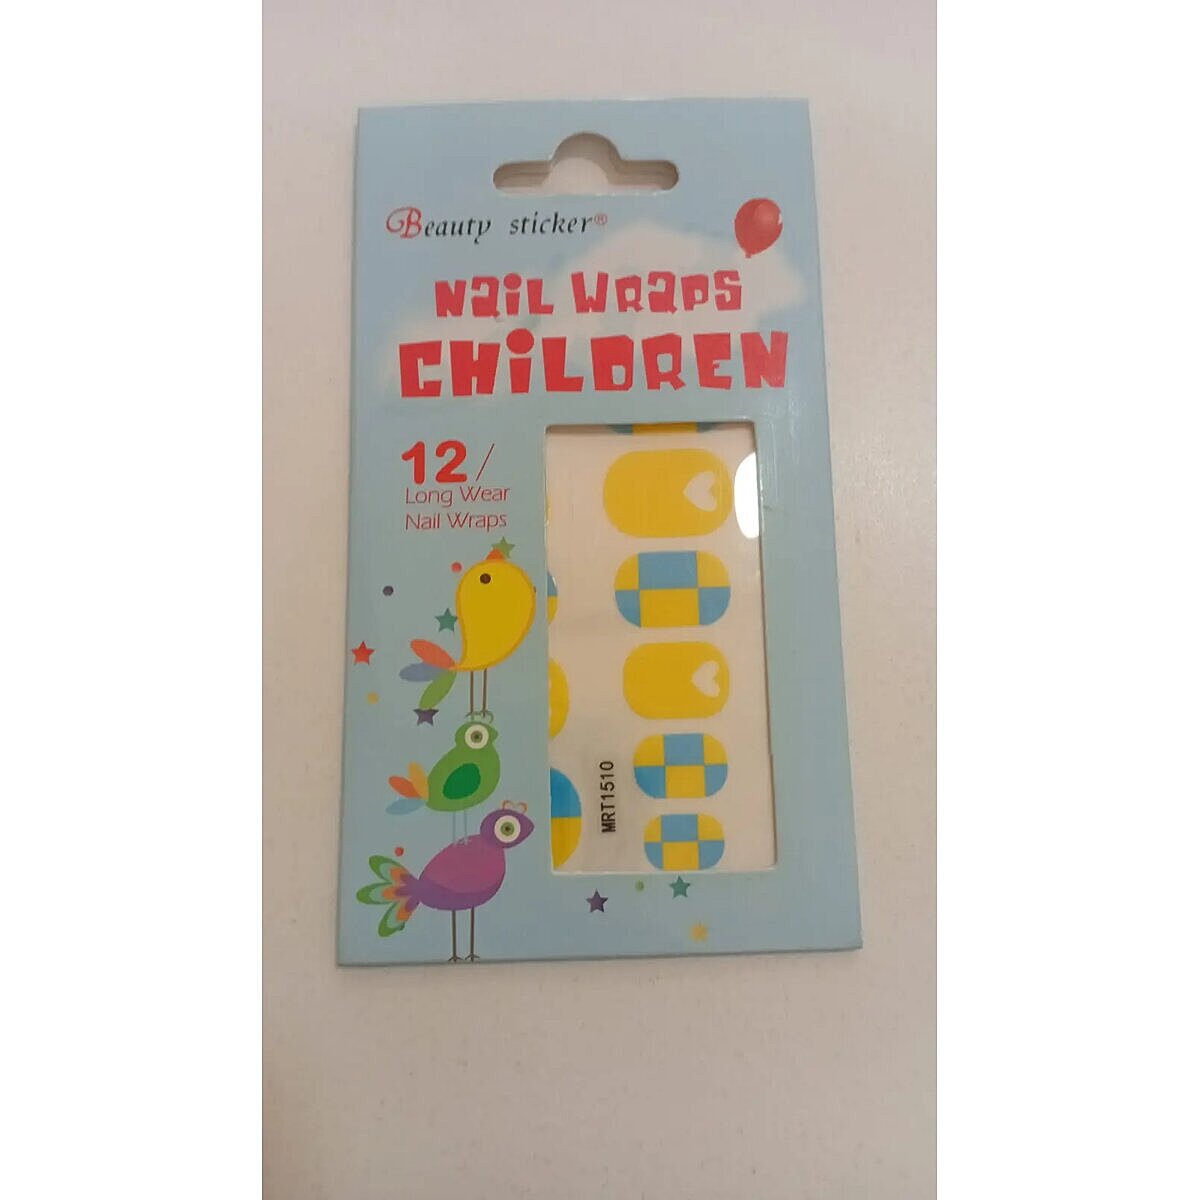 Beauty sticker®
Nail Wraps
CHiLDREN
12/
Long Wear
Nail Wraps
MRT1510